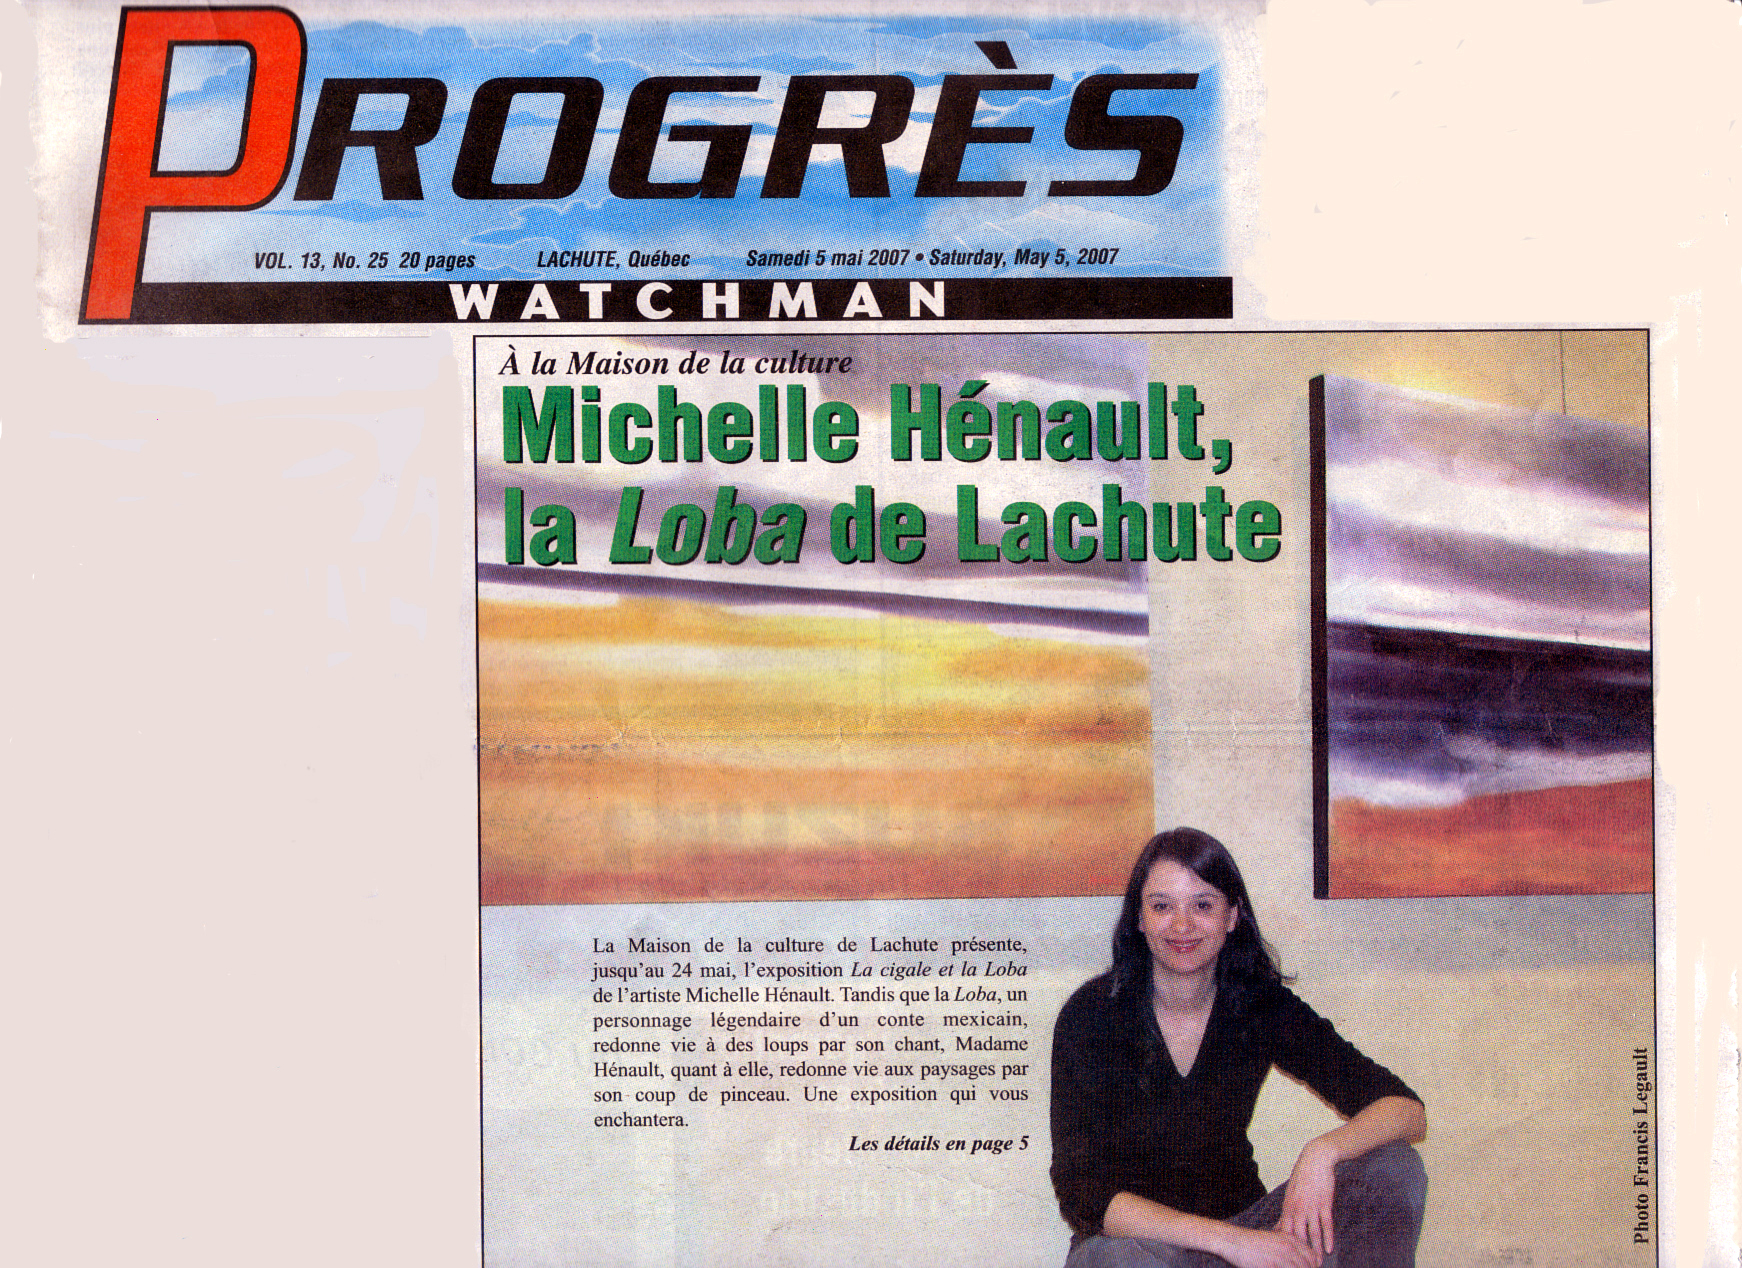 PROGRÈS
VOL. 13, No. 25 20 pages LACHUTE, Québec Samedi 5 mai 2007 • Saturday, May 5, 2007
WATCHMAN
À la Maison de la culture
Michelle Hénault,
la Loba de Lachute
La Maison de la culture de Lachute présente,
jusqu'au 24 mai, l'exposition La cigale et la Loba
de l'artiste Michelle Hénault. Tandis que la Loba, un
personnage légendaire d'un conte mexicain,
redonne vie à des loups par son chant, Madame
Hénault, quant à elle, redonne vie aux paysages par
son coup de pinceau. Une exposition qui vous
enchantera.
Les détails en page 5
Photo Francis Legault